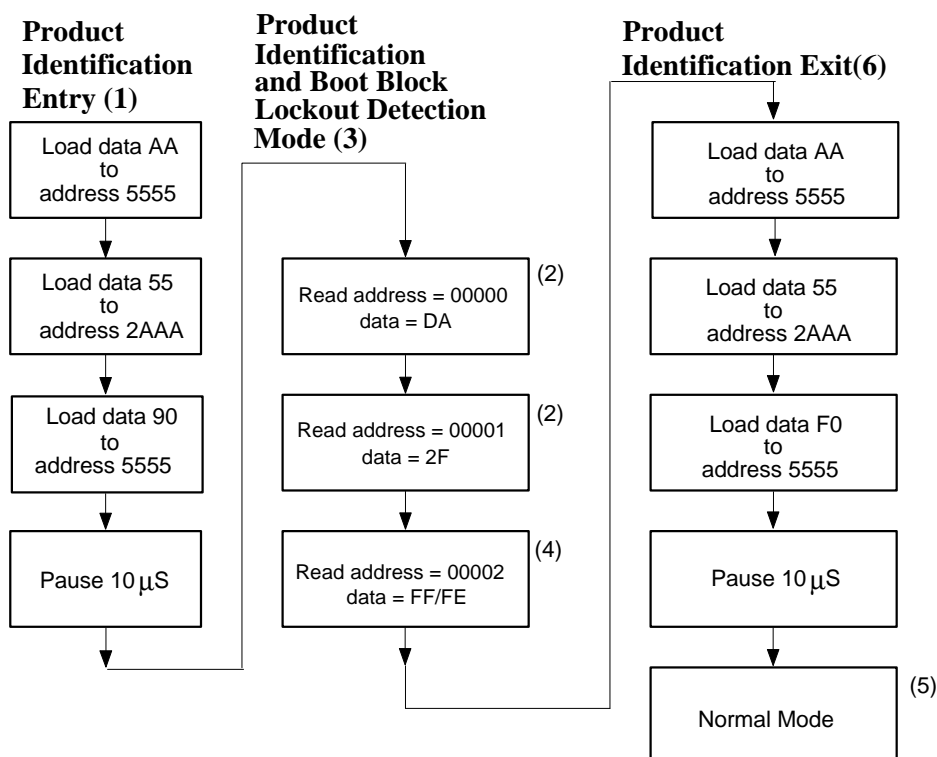 Product
Identification
Entry (1)
Load data AA
to
address 5555
Load data 55
to
address 2AAA
Load data 90
to
address 5555
Pause 10 µS
Product
Identification
and Boot Block
Lockout Detection
Mode (3)
(2)
Read address = 00000
data = DA
(2)
Read address = 00001
data = 2F
(4)
Read address = 00002
data = FF/FE
Product
Identification Exit(6)
Load data AA
to
address 5555
Load data 55
to
address 2AAA
Load data F0
to
address 5555
Pause 10 µS
(5)
Normal Mode